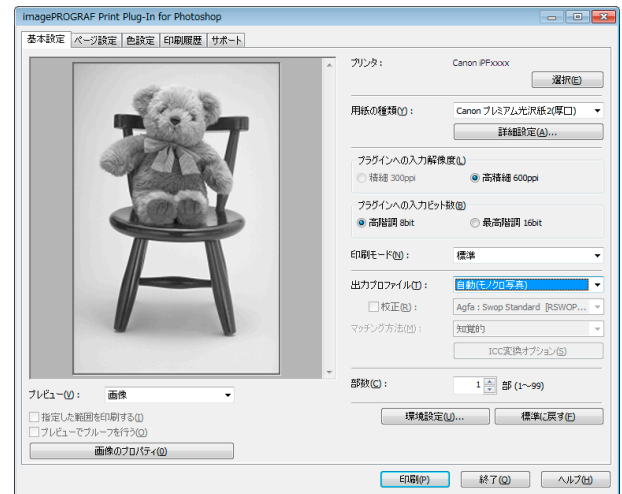 imagePROGRAF Print Plug-In for Photoshop
基本設定 ページ設定 色設定 印刷履歴 サポート
プリンタ： Canon iPFxxxx
選択(E)
用紙の種類(Y)： Canon プレミアム光沢紙2(厚口)
詳細設定(A)...
プラグインへの入力解像度(L)
精細 300ppi 高精細 600ppi
プラグインへの入力ビット数(B)
高階調 8bit 最高階調 16bit
印刷モード(N)： 標準
出力プロファイル(T)： 自動(モノクロ写真)
校正(R)： Agfa : Swop Standard [RSWOP...
マッチング方法(M)： 知覚的
ICC変換オプション(S)
部数(C)： 1 部 (1～99)
プレビュー(V)： 画像
指定した範囲を印刷する(I)
プレビューでプルーフを行う(O)
画像のプロパティ(0)
環境設定(U)... 標準に戻す(F)
印刷(P) 終了(Q) ヘルプ(H)